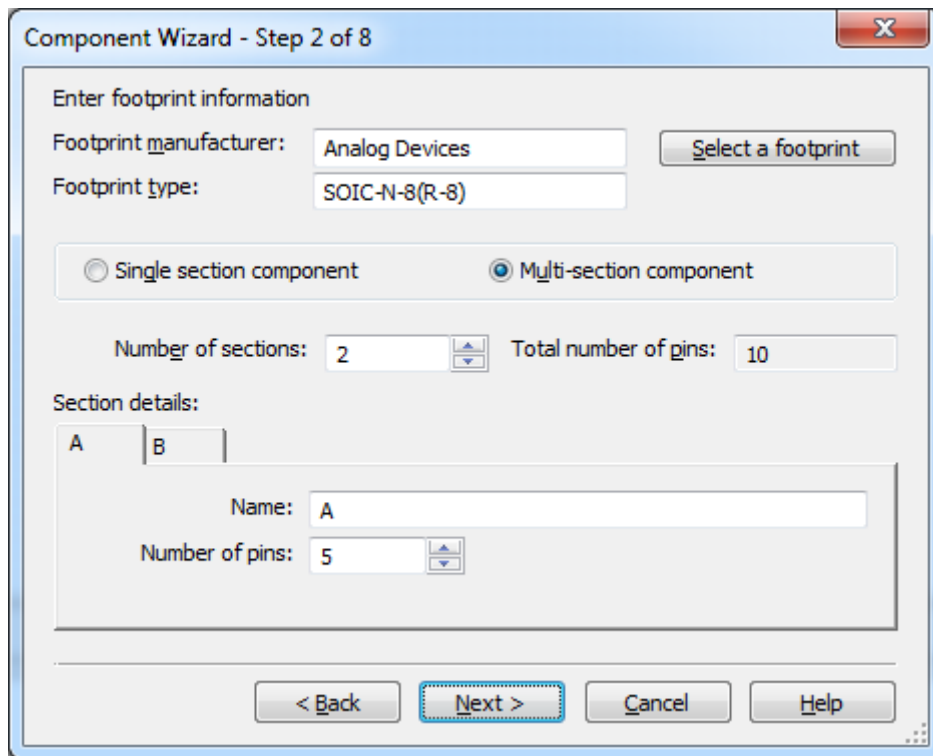 Component Wizard - Step 2 of 8
Enter footprint information
Footprint manufacturer: Analog Devices Select a footprint
Footprint type: SOIC-N-8(R-8)
Single section component Multi-section component
Number of sections: 2 Total number of pins: 10
Section details:
A B
Name: A
Number of pins: 5
< Back Next > Cancel Help